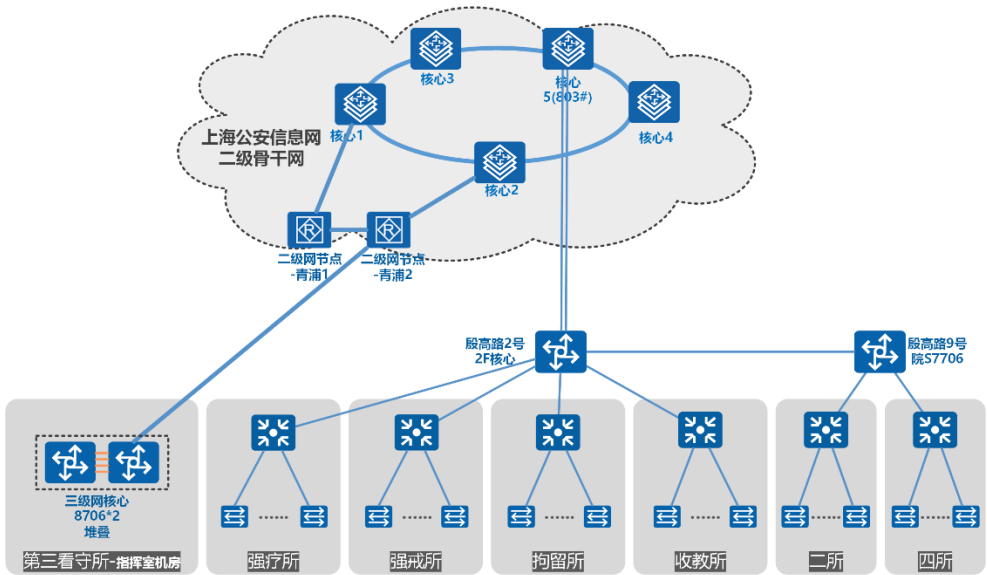 核心3
核心
5(803#)
核心1
核心4
上海公安信息网
二级骨干网
核心2
R
R
二级网节点
-青浦1
二级网节点
-青浦2
殷高路2号
2F核心
殷高路9号
院S7706
三级网核心
8706*2
堆叠
第三看守所-指挥室机房
强疗所
强戒所
拘留所
收教所
二所
四所